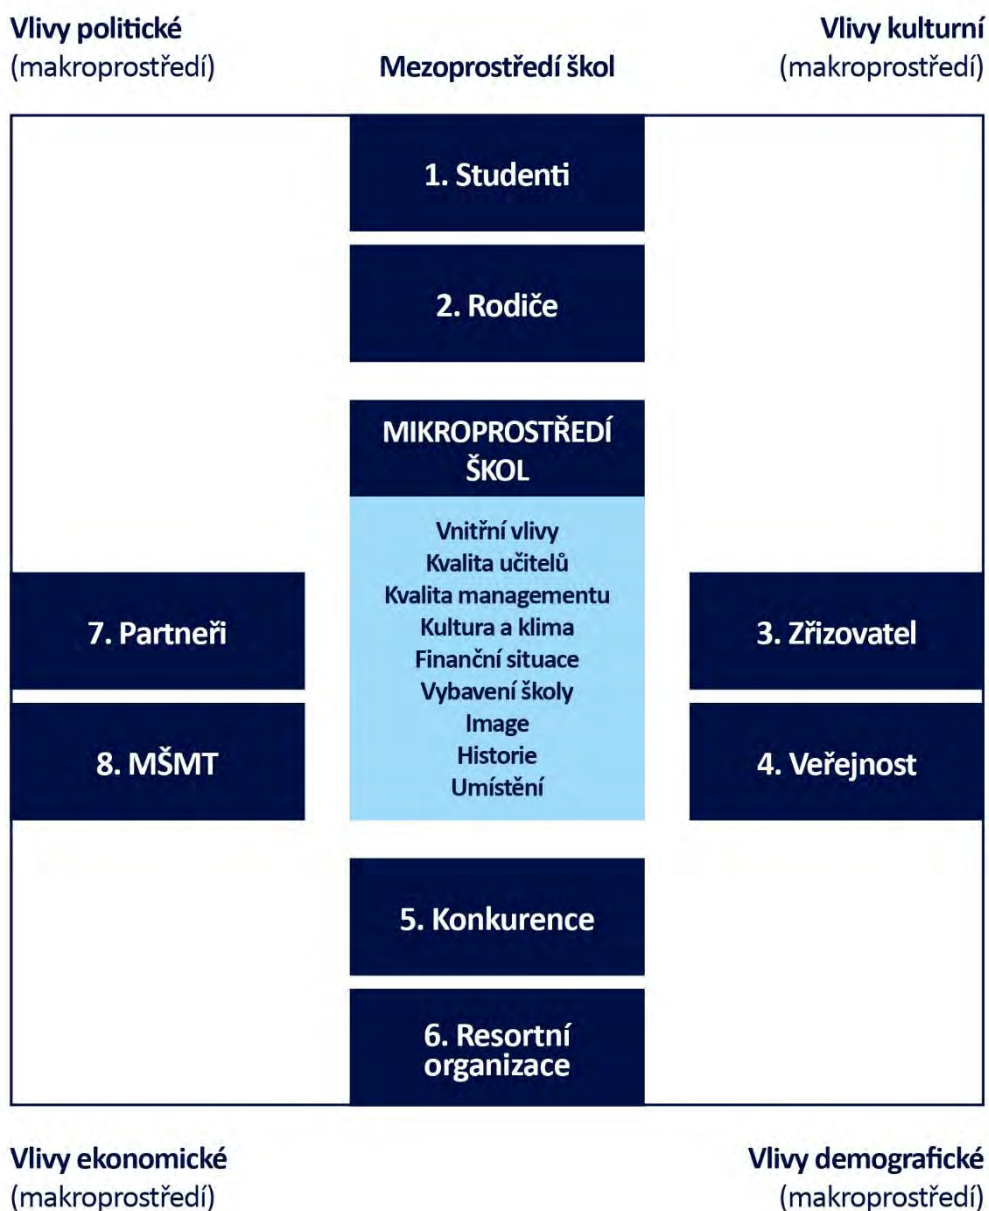 Vlivy politické
(makroprostředí)
Mezoprostředí škol
Vlivy kulturní
(makroprostředí)
1. Studenti
2. Rodiče
MIKROPROSTŘEDÍ
ŠKOL
Vnitřní vlivy
Kvalita učitelů
Kvalita managementu
Kultura a klima
Finanční situace
Vybavení školy
Image
Historie
Umístění
7. Partneři
8. MŠMT
3. Zřizovatel
4. Veřejnost
5. Konkurence
6. Resortní
organizace
Vlivy ekonomické
(makroprostředí)
Vlivy demografické
(makroprostředí)